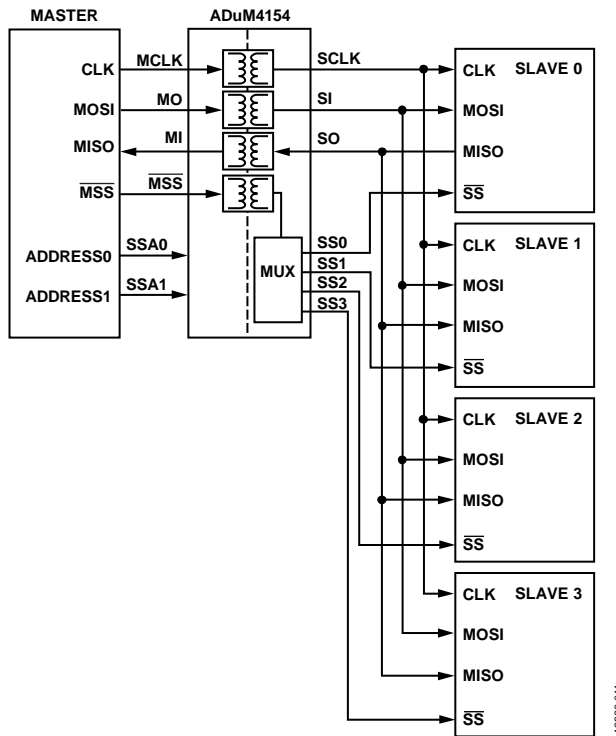 MASTER
ADuM4154
CLK
MCLK
SCLK
CLK
SLAVE 0
MOSI
MO
SI
MOSI
MISO
MI
SO
MISO
MSS
MSS
SS
ADDRESS0
SSA0
MUX
SS0
SS1
SS2
SS3
ADDRESS1
SSA1
CLK
SLAVE 1
MOSI
MISO
SS
CLK
SLAVE 2
MOSI
MISO
SS
CLK
SLAVE 3
MOSI
MISO
SS